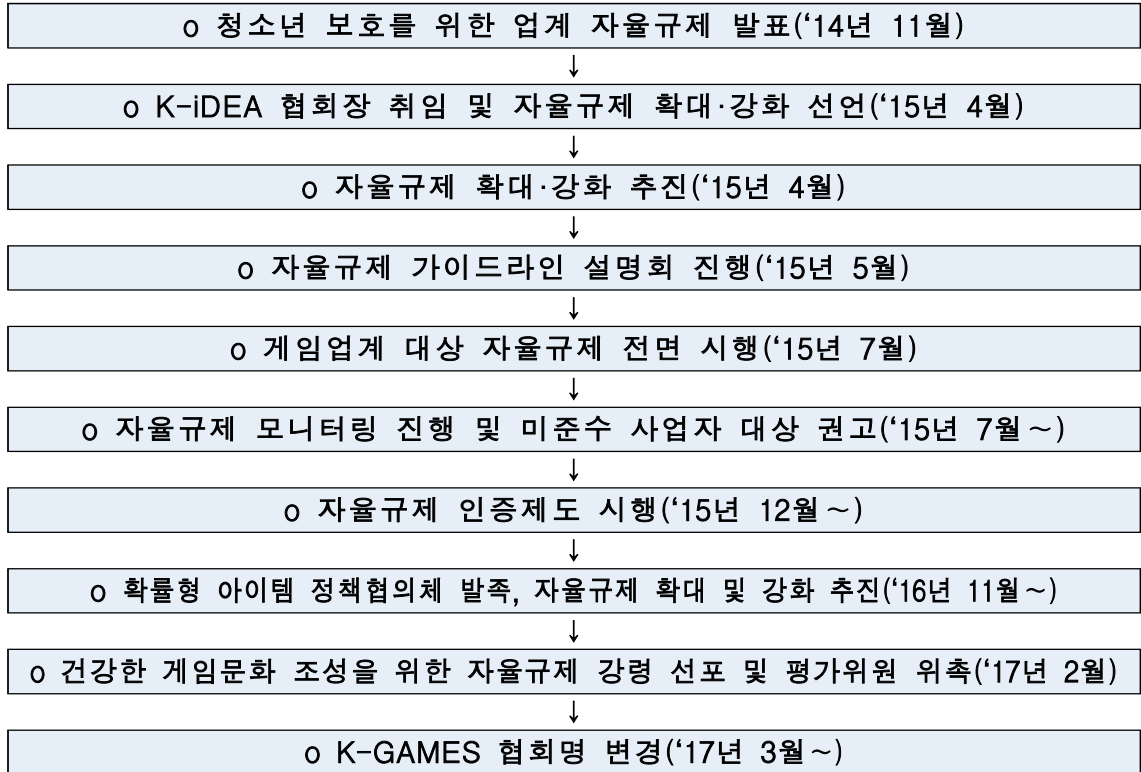 o 청소년 보호를 위한 업계 자율규제 발표(‘14년 11월)
↓
o K-iDEA 협회장 취임 및 자율규제 확대·강화 선언(‘15년 4월)
↓
o 자율규제 확대·강화 추진(‘15년 4월)
↓
o 자율규제 가이드라인 설명회 진행(‘15년 5월)
↓
o 게임업계 대상 자율규제 전면 시행(‘15년 7월)
↓
o 자율규제 모니터링 진행 및 미준수 사업자 대상 권고(‘15년 7월~)
↓
o 자율규제 인증제도 시행(‘15년 12월~)
↓
o 확률형 아이템 정책협의체 발족, 자율규제 확대 및 강화 추진(‘16년 11월~)
↓
o 건강한 게임문화 조성을 위한 자율규제 강령 선포 및 평가위원 위촉(‘17년 2월)
↓
o K-GAMES 협회명 변경(‘17년 3월~)